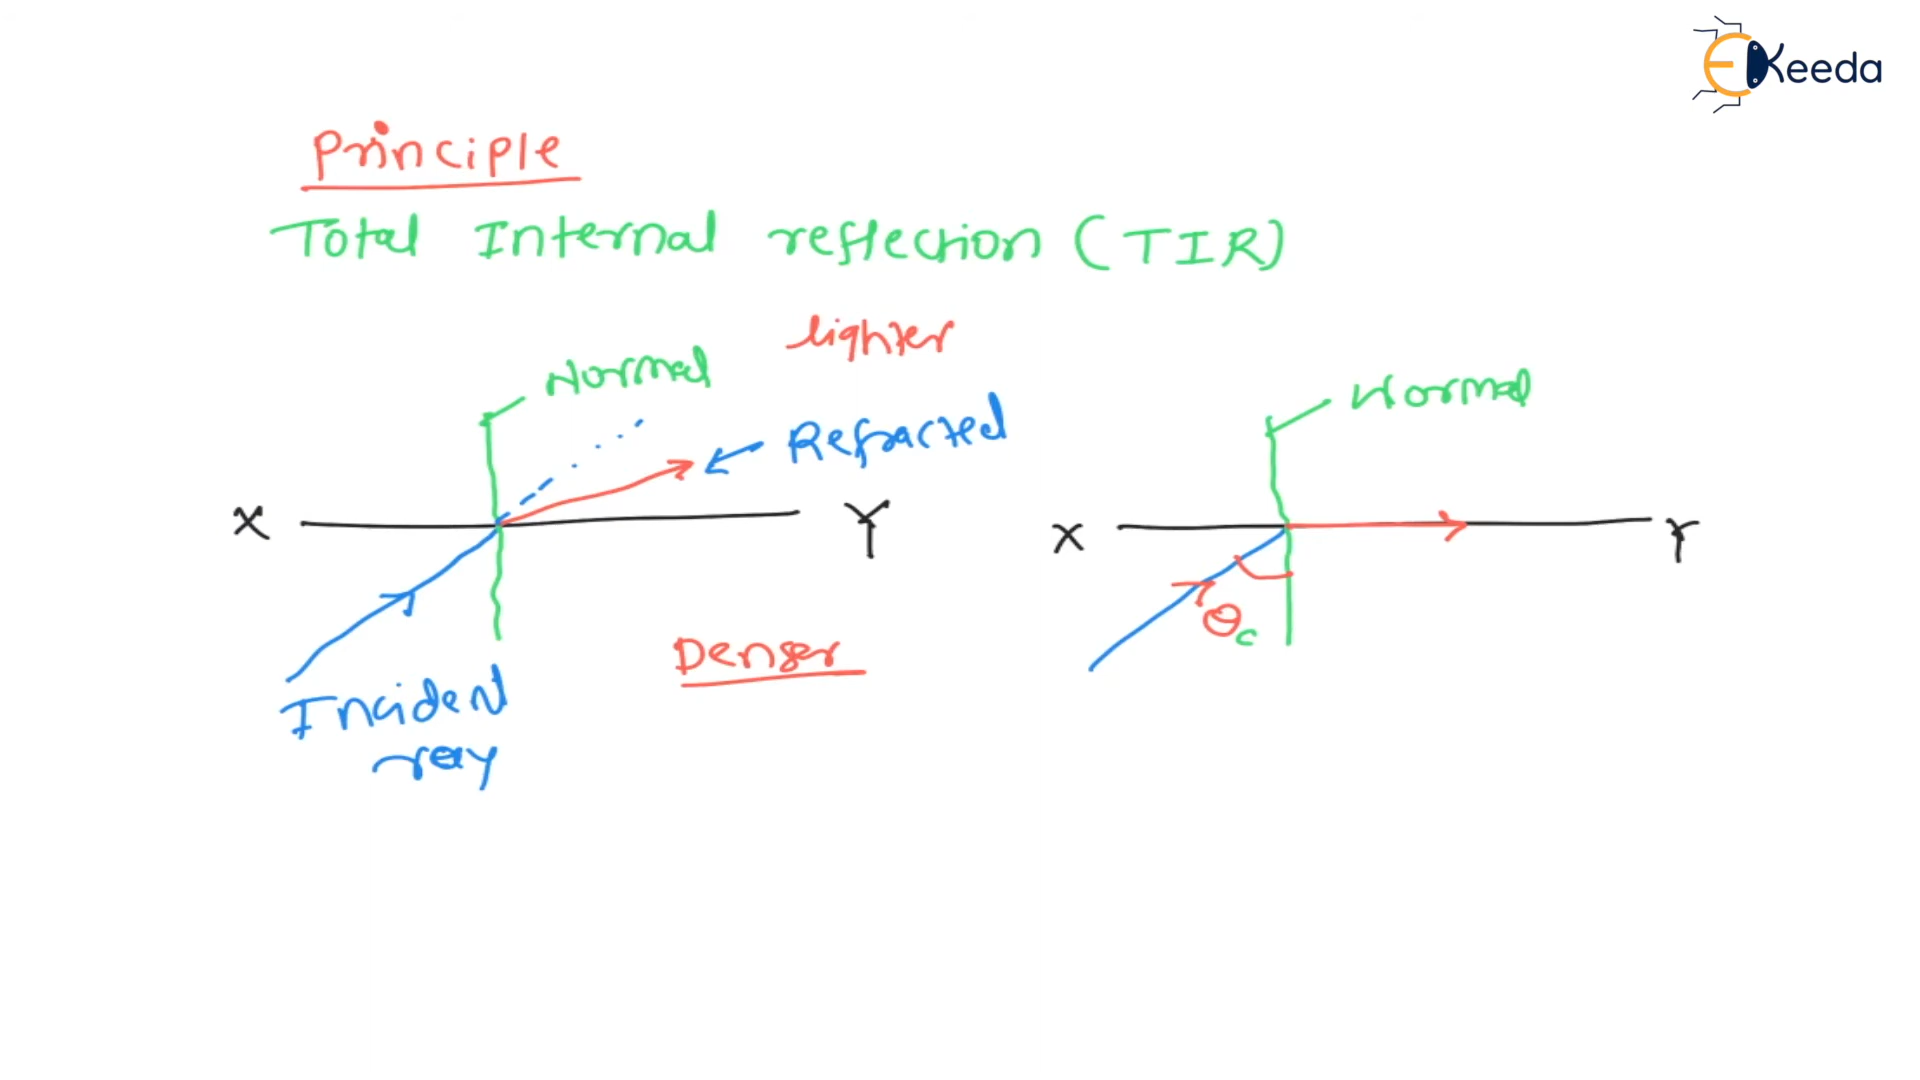 EKeeda
Principle
Total Internal reflection (TIR)
lighter
Normal
Normal
Refracted
X
Y
X
Y
θc
Denser
Incident
ray